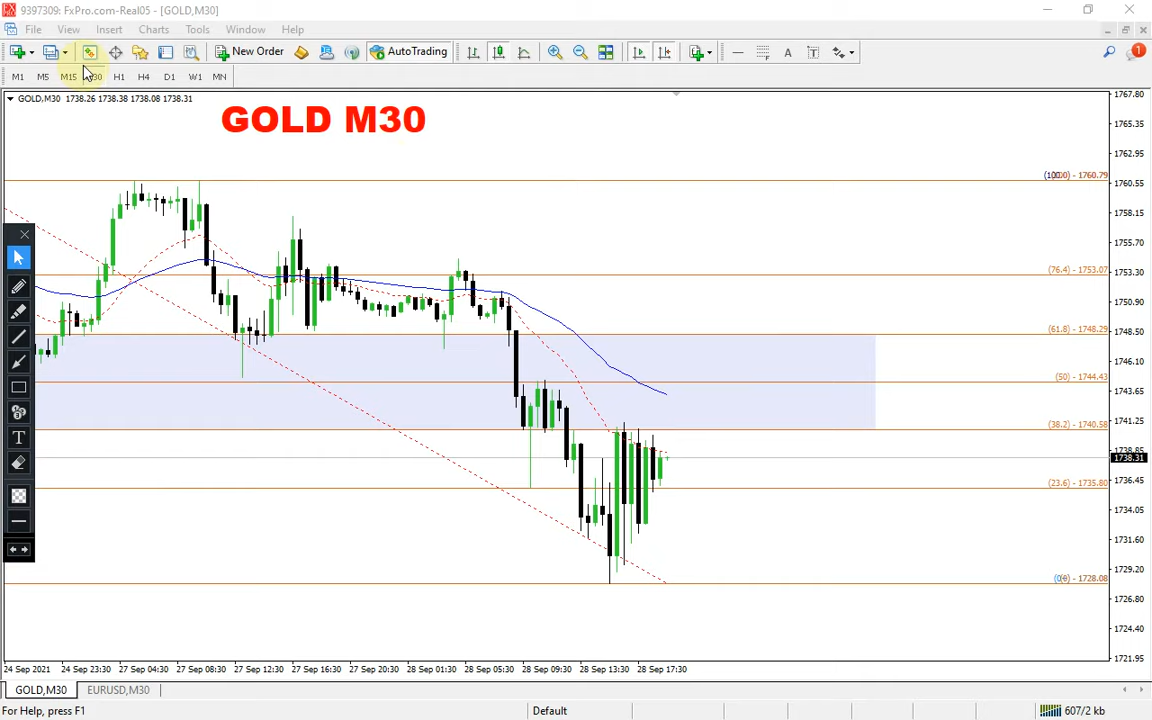 9397309: FxPro.com-Real05 - [GOLD,M30]
File View Insert Charts Tools Window Help
New Order AutoTrading A T 1
M1 M5 M15 M30 H1 H4 D1 W1 MN
GOLD,M30 1738.26 1738.38 1738.08 1738.31
GOLD M30
1767.80
1765.35
1762.95
1760.79
1760.55
1758.15
1755.70
(76.4) - 1753.07
1753.30
1750.90
(61.8) - 1748.29
1748.50
1746.10
(50) - 1744.43
1743.65
(38.2) - 1740.58
1741.25
1738.85
1738.31
1736.45
(23.6) - 1735.80
1734.05
1731.60
1729.20
1728.08
1726.80
1724.40
1721.95
T
24 Sep 2021 24 Sep 23:30 27 Sep 04:30 27 Sep 08:30 27 Sep 12:30 27 Sep 16:30 27 Sep 20:30 28 Sep 01:30 28 Sep 05:30 28 Sep 09:30 28 Sep 13:30 28 Sep 17:30
GOLD,M30 EURUSD,M30
For Help, press F1 Default 607/2 kb